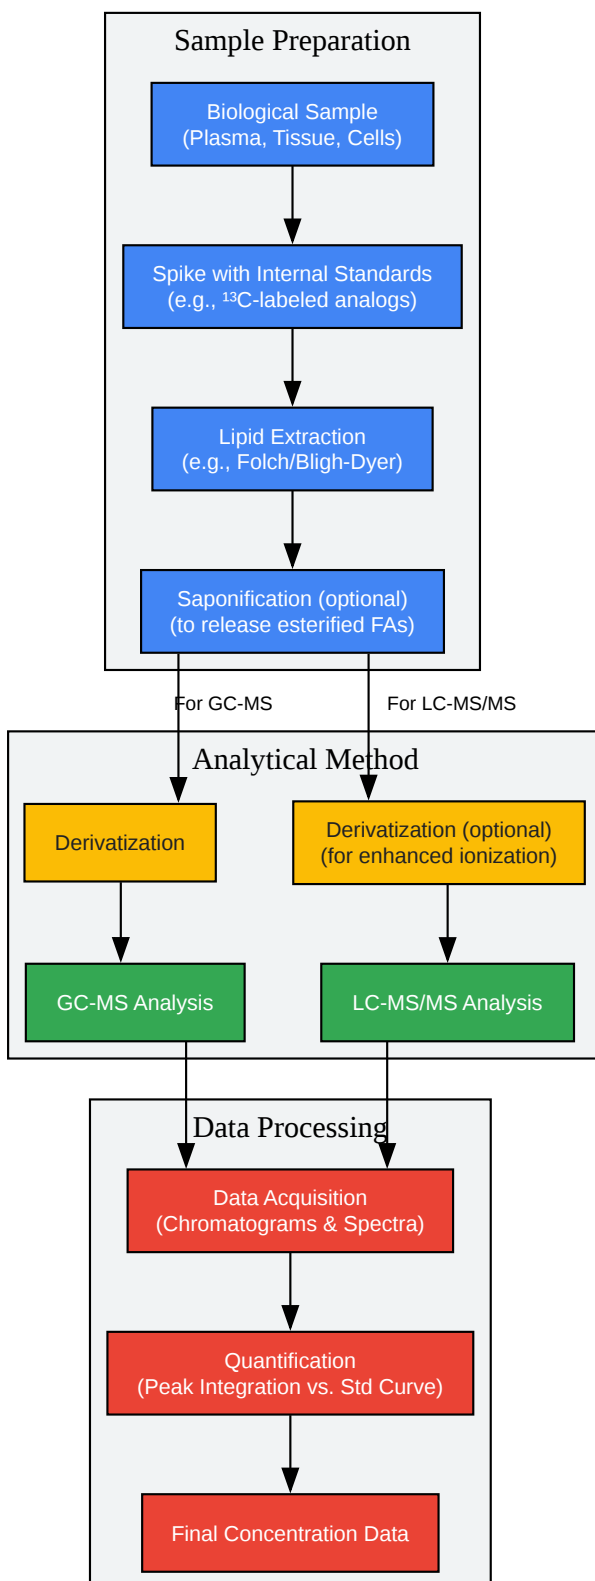 Sample Preparation
Biological Sample
(Plasma, Tissue, Cells)
Spike with Internal Standards
(e.g., ¹³C-labeled analogs)
Lipid Extraction
(e.g., Folch/Bligh-Dyer)
Saponification (optional)
(to release esterified FAs)
For GC-MS
For LC-MS/MS
Analytical Method
Derivatization
Derivatization (optional)
(for enhanced ionization)
GC-MS Analysis
LC-MS/MS Analysis
Data Processing
Data Acquisition
(Chromatograms & Spectra)
Quantification
(Peak Integration vs. Std Curve)
Final Concentration Data